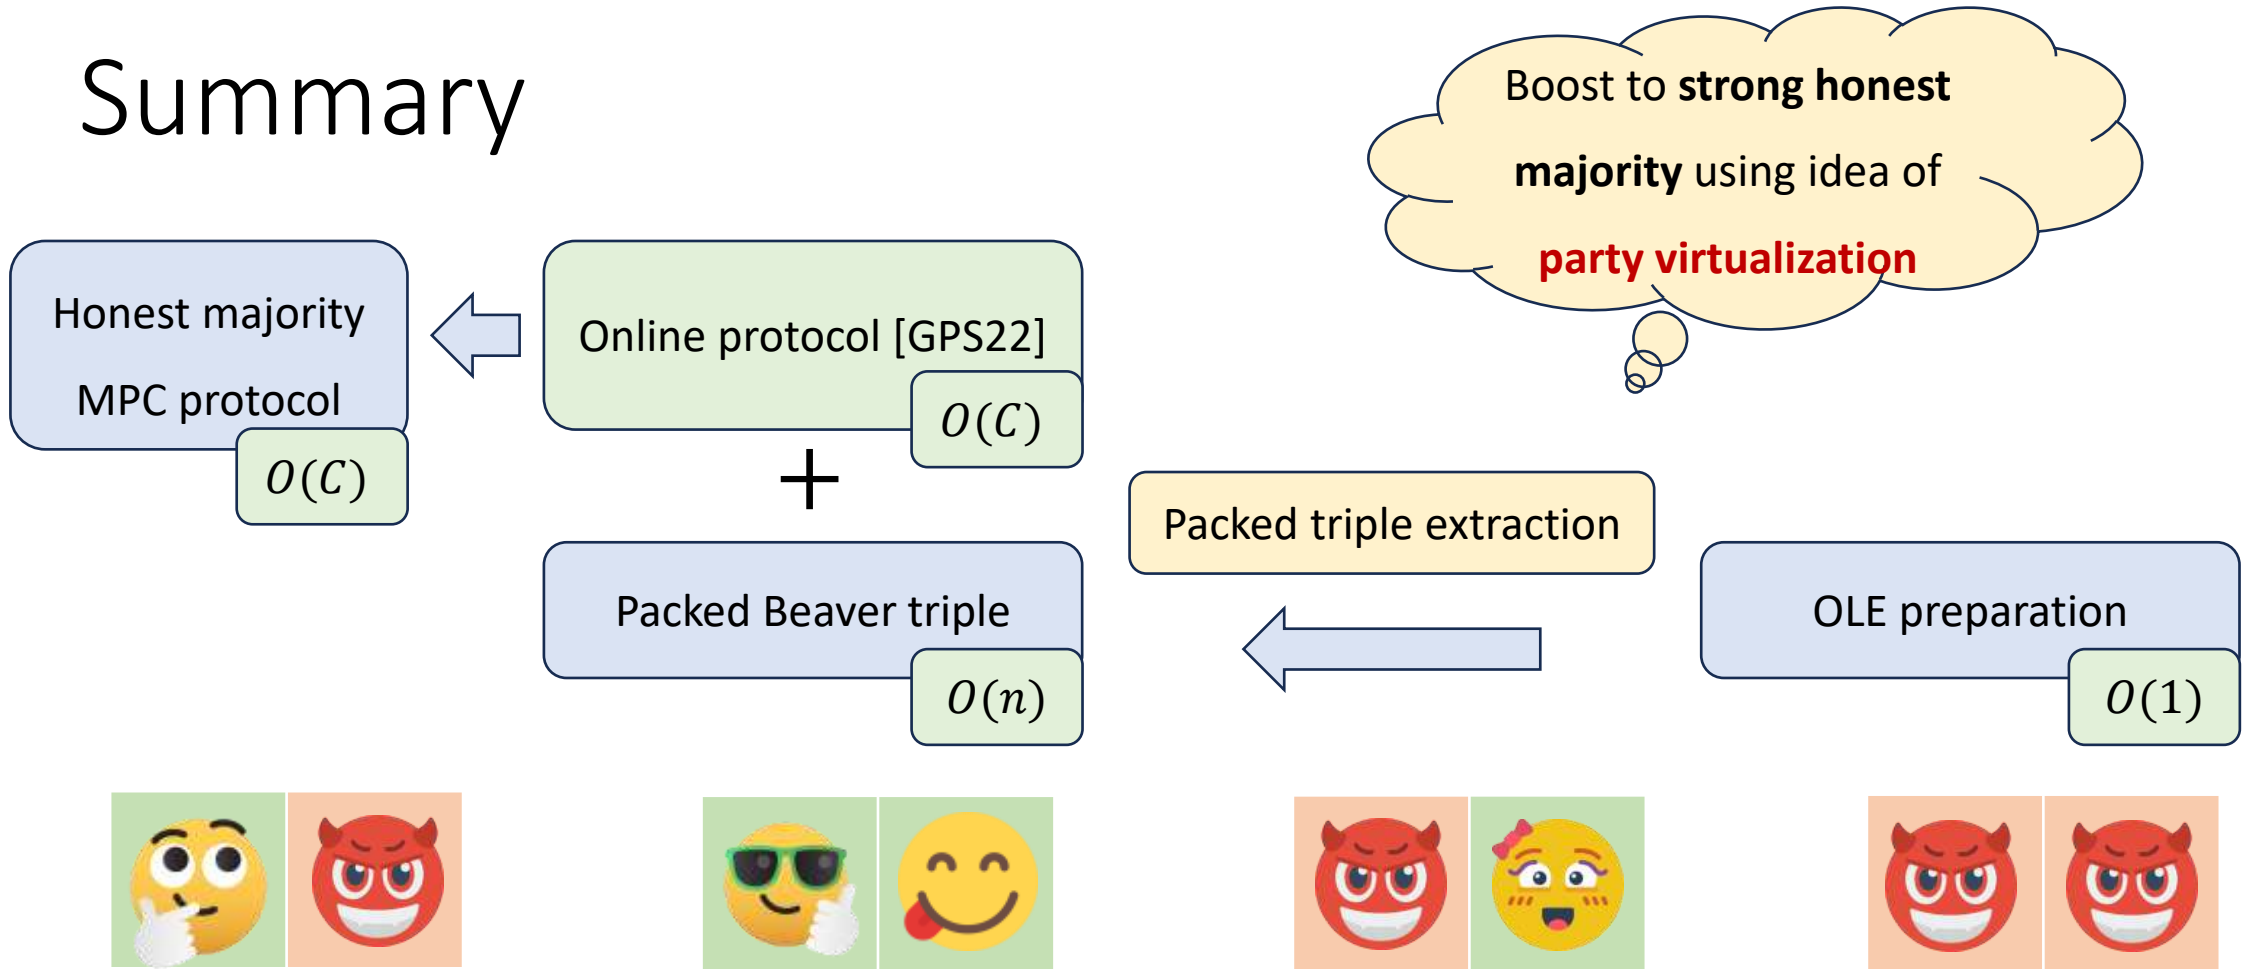 Summary
Boost to strong honest
majority using idea of
party virtualization
Honest majority
MPC protocol
O(C)
Online protocol [GPS22]
O(C)
+
Packed Beaver triple
O(n)
Packed triple extraction
OLE preparation
O(1)